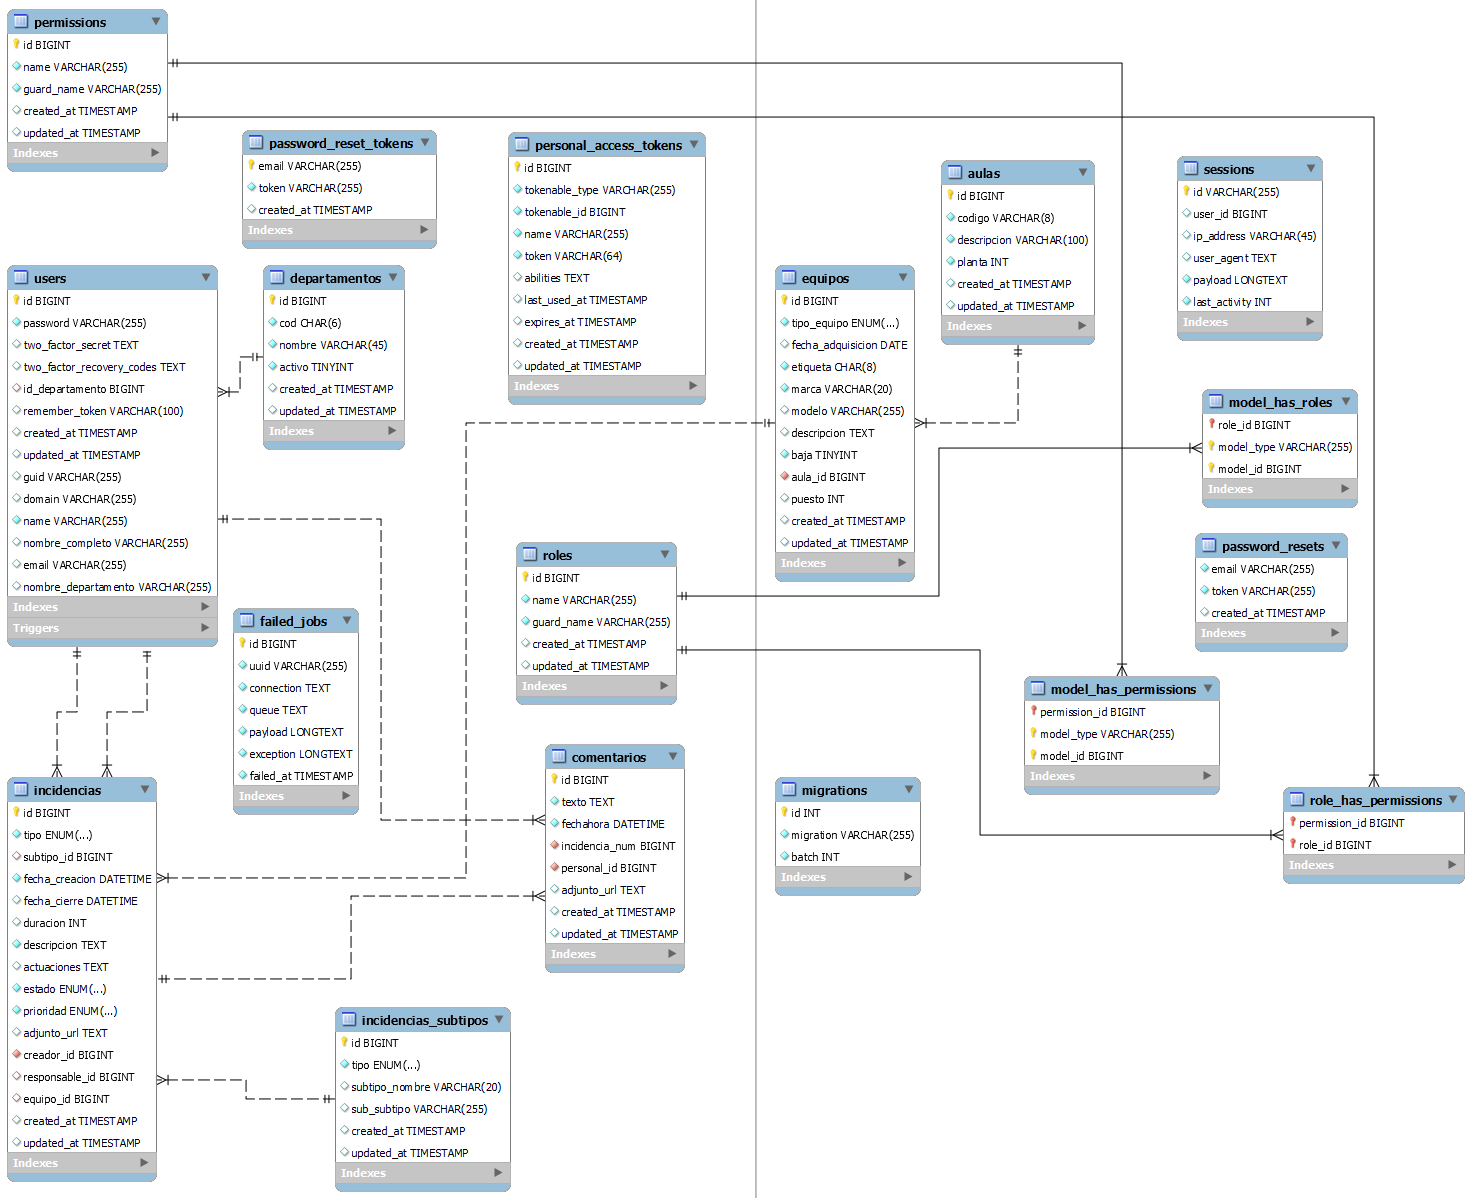 permissions
id BIGINT
name VARCHAR(255)
guard_name VARCHAR(255)
created_at TIMESTAMP
updated_at TIMESTAMP
Indexes
password_reset_tokens
email VARCHAR(255)
token VARCHAR(255)
created_at TIMESTAMP
Indexes
personal_access_tokens
id BIGINT
tokenable_type VARCHAR(255)
tokenable_id BIGINT
name VARCHAR(255)
token VARCHAR(64)
abilities TEXT
last_used_at TIMESTAMP
expires_at TIMESTAMP
created_at TIMESTAMP
updated_at TIMESTAMP
Indexes
aulas
id BIGINT
codigo VARCHAR(8)
descripcion VARCHAR(100)
planta INT
created_at TIMESTAMP
updated_at TIMESTAMP
Indexes
sessions
id VARCHAR(255)
user_id BIGINT
ip_address VARCHAR(45)
user_agent TEXT
payload LONGTEXT
last_activity INT
Indexes
users
id BIGINT
password VARCHAR(255)
two_factor_secret TEXT
two_factor_recovery_codes TEXT
id_departamento BIGINT
remember_token VARCHAR(100)
created_at TIMESTAMP
updated_at TIMESTAMP
guid VARCHAR(255)
domain VARCHAR(255)
name VARCHAR(255)
nombre_completo VARCHAR(255)
email VARCHAR(255)
nombre_departamento VARCHAR(255)
Indexes
Triggers
departamentos
id BIGINT
cod CHAR(6)
nombre VARCHAR(45)
activo TINYINT
created_at TIMESTAMP
updated_at TIMESTAMP
Indexes
equipos
id BIGINT
tipo_equipo ENUM(...)
fecha_adquisicion DATE
etiqueta CHAR(8)
marca VARCHAR(20)
modelo VARCHAR(255)
descripcion TEXT
baja TINYINT
aula_id BIGINT
puesto INT
created_at TIMESTAMP
updated_at TIMESTAMP
Indexes
model_has_roles
role_id BIGINT
model_type VARCHAR(255)
model_id BIGINT
Indexes
password_resets
email VARCHAR(255)
token VARCHAR(255)
created_at TIMESTAMP
Indexes
roles
id BIGINT
name VARCHAR(255)
guard_name VARCHAR(255)
created_at TIMESTAMP
updated_at TIMESTAMP
Indexes
failed_jobs
id BIGINT
uuid VARCHAR(255)
connection TEXT
queue TEXT
payload LONGTEXT
exception LONGTEXT
failed_at TIMESTAMP
Indexes
model_has_permissions
permission_id BIGINT
model_type VARCHAR(255)
model_id BIGINT
Indexes
incidencias
id BIGINT
tipo ENUM(...)
subtipo_id BIGINT
fecha_creacion DATETIME
fecha_cierre DATETIME
duracion INT
descripcion TEXT
actuaciones TEXT
estado ENUM(...)
prioridad ENUM(...)
adjunto_url TEXT
creador_id BIGINT
responsable_id BIGINT
equipo_id BIGINT
created_at TIMESTAMP
updated_at TIMESTAMP
Indexes
comentarios
id BIGINT
texto TEXT
fechahora DATETIME
incidencia_num BIGINT
personal_id BIGINT
adjunto_url TEXT
created_at TIMESTAMP
updated_at TIMESTAMP
Indexes
migrations
id INT
migration VARCHAR(255)
batch INT
Indexes
role_has_permissions
permission_id BIGINT
role_id BIGINT
Indexes
incidencias_subtipos
id BIGINT
tipo ENUM(...)
subtipo_nombre VARCHAR(20)
sub_subtipo VARCHAR(255)
created_at TIMESTAMP
updated_at TIMESTAMP
Indexes